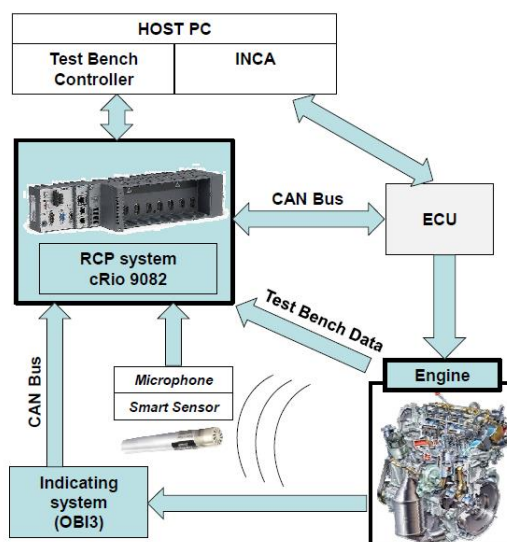 HOST PC
Test Bench
Controller
INCA
CAN Bus
ECU
RCP system
cRio 9082
Test Bench Data
Engine
Microphone
Smart Sensor
CAN Bus
Indicating
system
(OBI3)